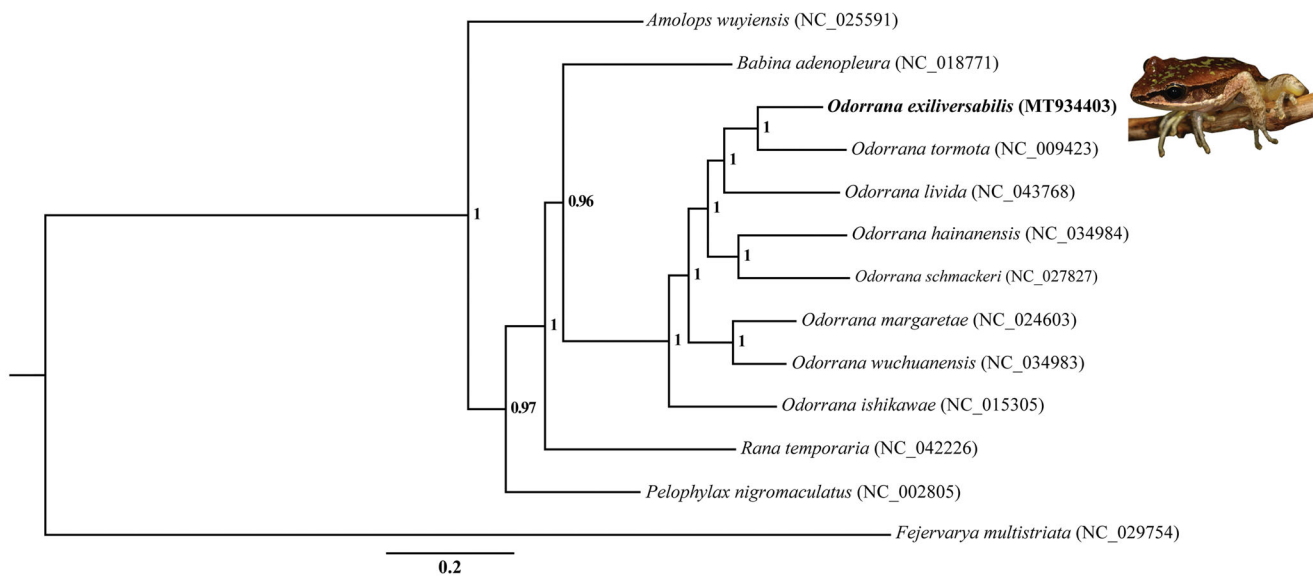 Amolops wuyiensis (NC_025591)
Babina adenopleura (NC_018771)
Odorrana exiliversabilis (MT934403)
1
Odorrana tormota (NC_009423)
1
Odorrana livida (NC_043768)
0.96
1
1
Odorrana hainanensis (NC_034984)
1
Odorrana schmackeri (NC_027827)
1
Odorrana margaretae (NC_024603)
1
1
1
Odorrana wuchuanensis (NC_034983)
Odorrana ishikawae (NC_015305)
0.97
Rana temporaria (NC_042226)
Pelophylax nigromaculatus (NC_002805)
Fejervarya multistriata (NC_029754)
0.2